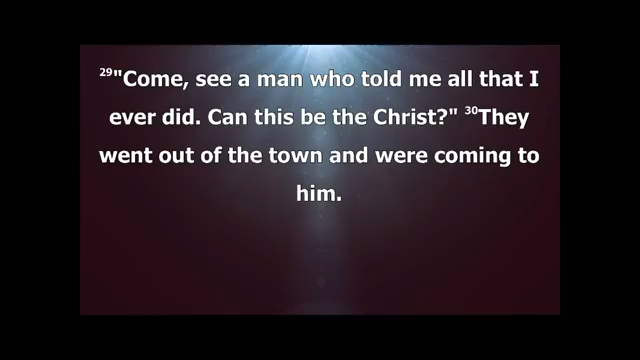 29"Come, see a man who told me all that I
ever did. Can this be the Christ?" 30They
went out of the town and were coming to
him.